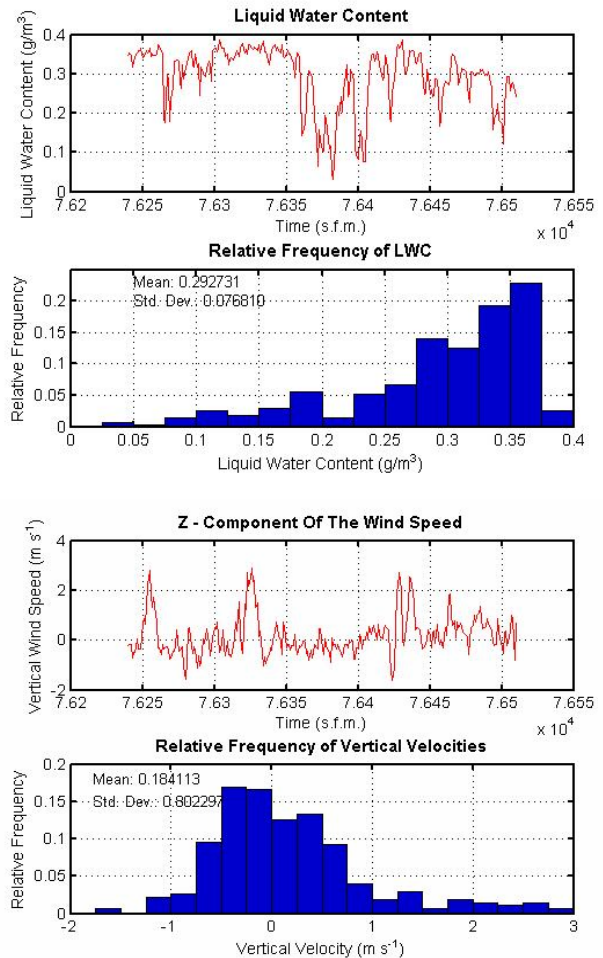 Liquid Water Content
Liquid Water Content (g/m³)
0.4
0.3
0.2
0.1
0
7.62 7.625 7.63 7.635 7.64 7.645 7.65 7.655
Time (s.f.m.)
x 10⁴
Relative Frequency of LWC
Relative Frequency
Mean: 0.292731
Std. Dev.: 0.076810
0.2
0.15
0.1
0.05
0
0 0.05 0.1 0.15 0.2 0.25 0.3 0.35 0.4
Liquid Water Content (g/m³)
Z - Component Of The Wind Speed
Vertical Wind Speed (m s⁻¹)
4
2
0
-2
7.62 7.625 7.63 7.635 7.64 7.645 7.65 7.655
Time (s.f.m.)
x 10⁴
Relative Frequency of Vertical Velocities
Relative Frequency
0.2
Mean: 0.184113
0.15
Std. Dev.: 0.802297
0.1
0.05
0
-2 -1 0 1 2 3
Vertical Velocity (m s⁻¹)